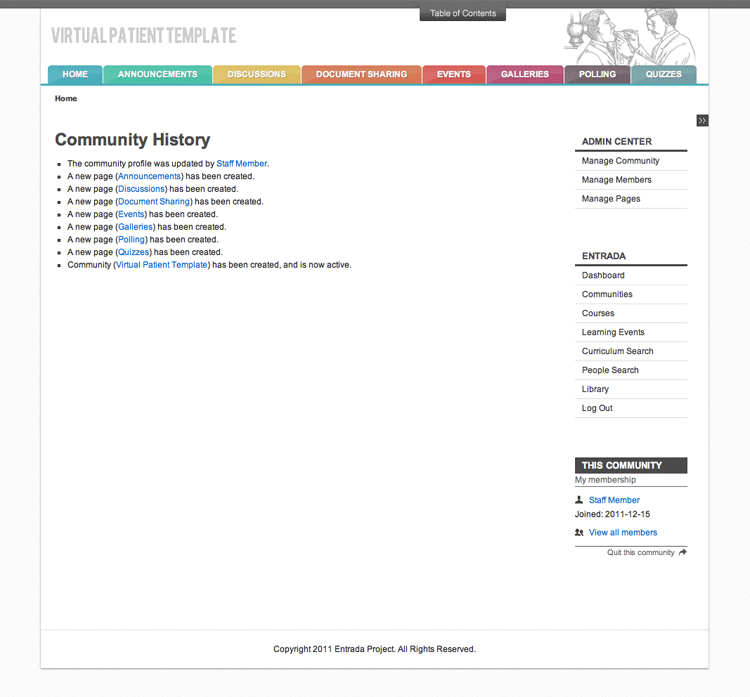 Table of Contents
VIRTUAL PATIENT TEMPLATE
HOME ANNOUNCEMENTS DISCUSSIONS DOCUMENT SHARING EVENTS GALLERIES POLLING QUIZZES
Home
Community History
The community profile was updated by Staff Member.
A new page (Announcements) has been created.
A new page (Discussions) has been created.
A new page (Document Sharing) has been created.
A new page (Events) has been created.
A new page (Galleries) has been created.
A new page (Polling) has been created.
A new page (Quizzes) has been created.
Community (Virtual Patient Template) has been created, and is now active.
ADMIN CENTER
Manage Community
Manage Members
Manage Pages
ENTRADA
Dashboard
Communities
Courses
Learning Events
Curriculum Search
People Search
Library
Log Out
THIS COMMUNITY
My membership
Staff Member
Joined: 2011-12-15
View all members
Quit this community
Copyright 2011 Entrada Project. All Rights Reserved.